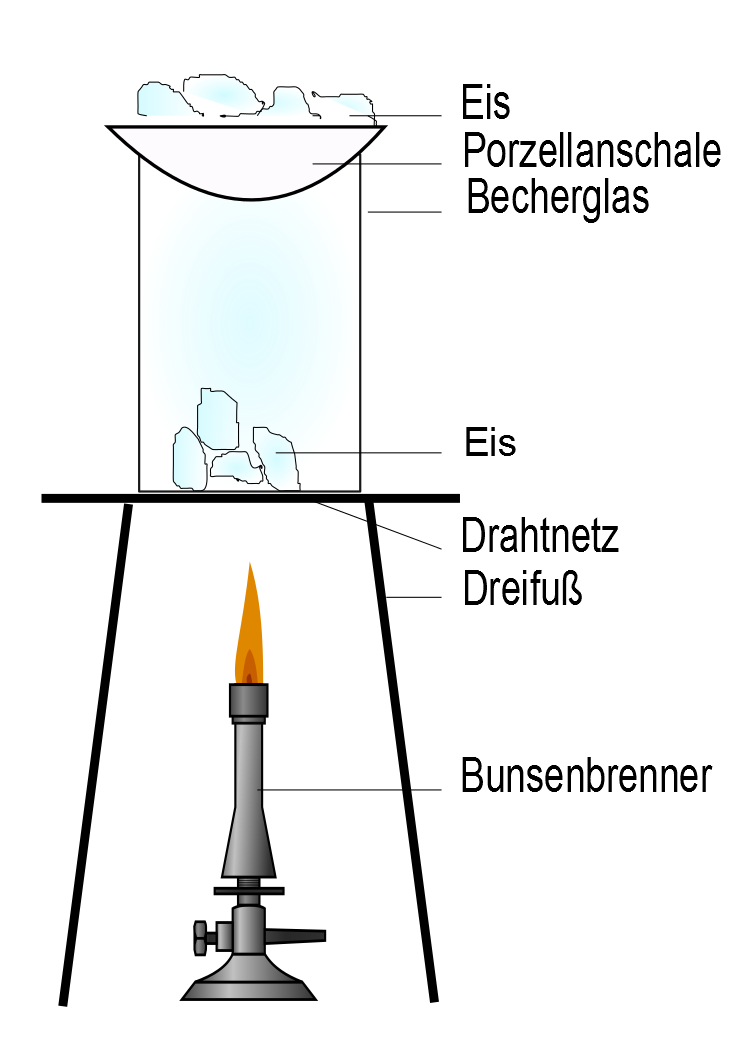 Eis
Porzellanschale
Becherglas
Eis
Drahtnetz
Dreifuß
Bunsenbrenner